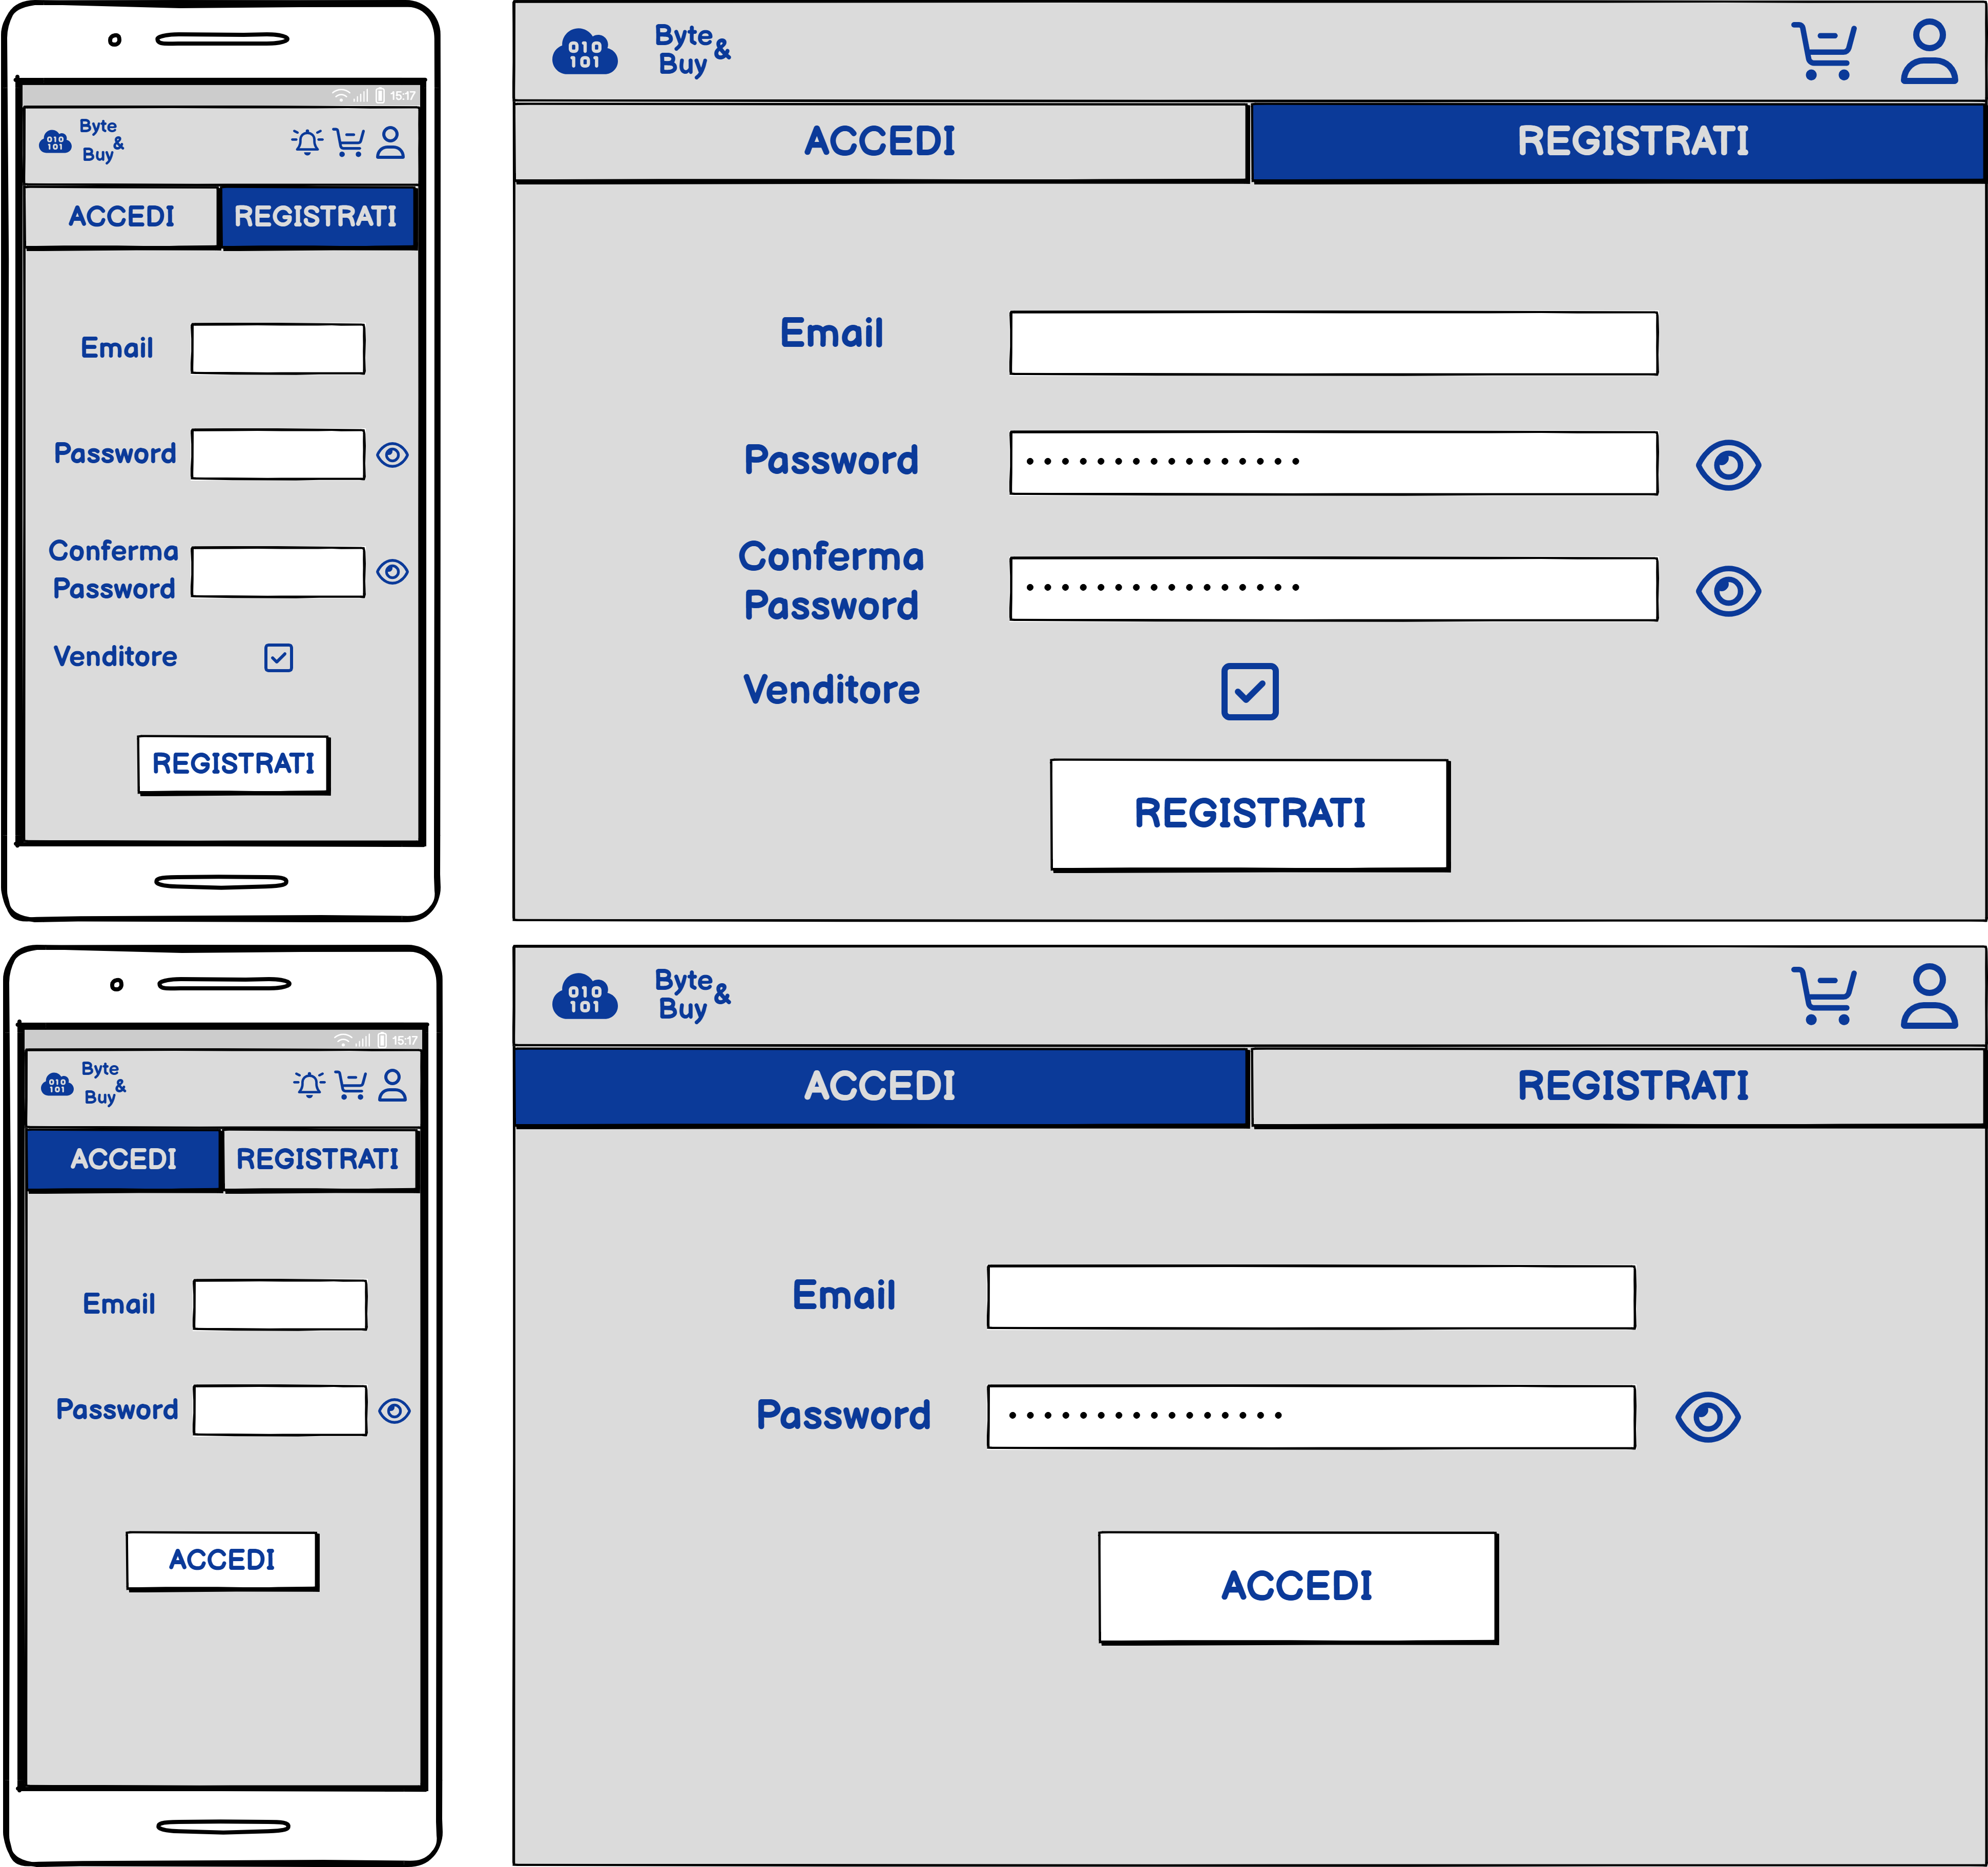 15:17
010
101
Byte
&
Buy
ACCEDI
REGISTRATI
Email
Password
Conferma
Password
Venditore
REGISTRATI
010
101
Byte
&
Buy
ACCEDI
REGISTRATI
Email
Password
Conferma
Password
Venditore
REGISTRATI
15:17
010
101
Byte
&
Buy
ACCEDI
REGISTRATI
Email
Password
ACCEDI
010
101
Byte
&
Buy
ACCEDI
REGISTRATI
Email
Password
ACCEDI